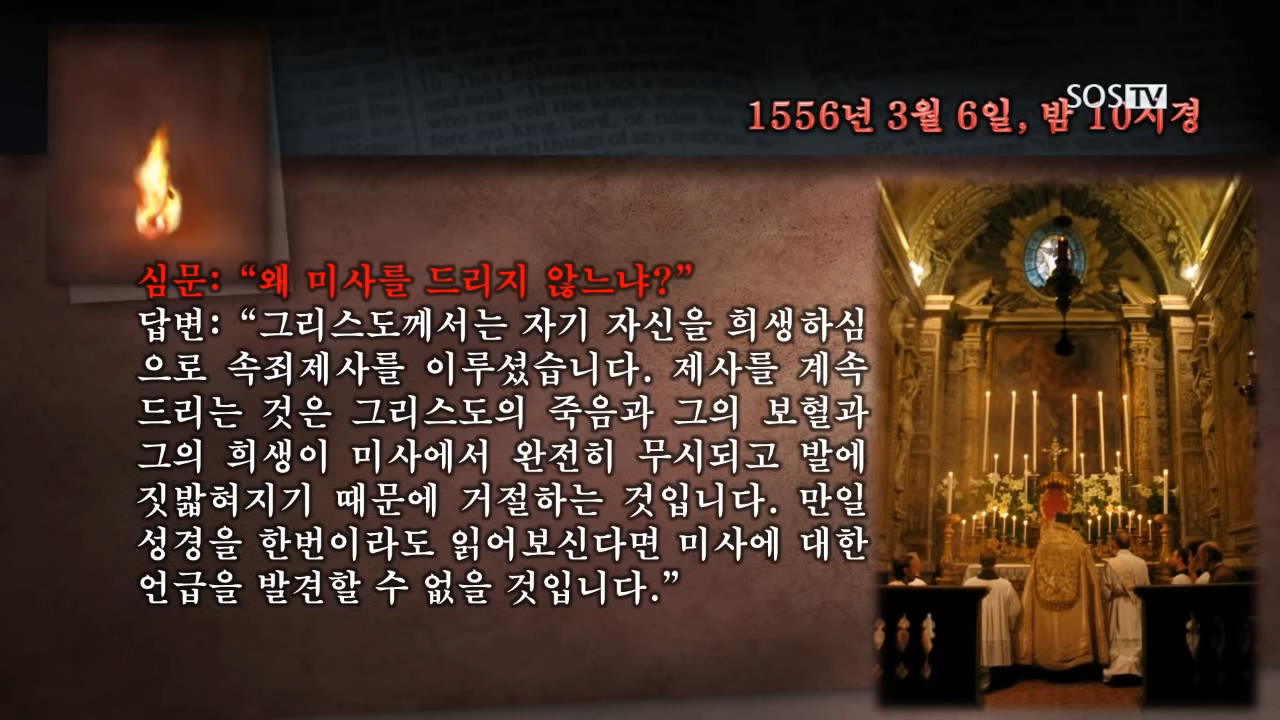 SOSTV
1556년 3월 6일, 밤 10시경
심문: “왜 미사를 드리지 않느냐?”
답변: “그리스도께서는 자기 자신을 희생하심
으로 속죄제사를 이루셨습니다. 제사를 계속
드리는 것은 그리스도의 죽음과 그의 보혈과
그의 희생이 미사에서 완전히 무시되고 발에
짓밟혀지기 때문에 거절하는 것입니다. 만일
성경을 한번이라도 읽어보신다면 미사에 대한
언급을 발견할 수 없을 것입니다.”